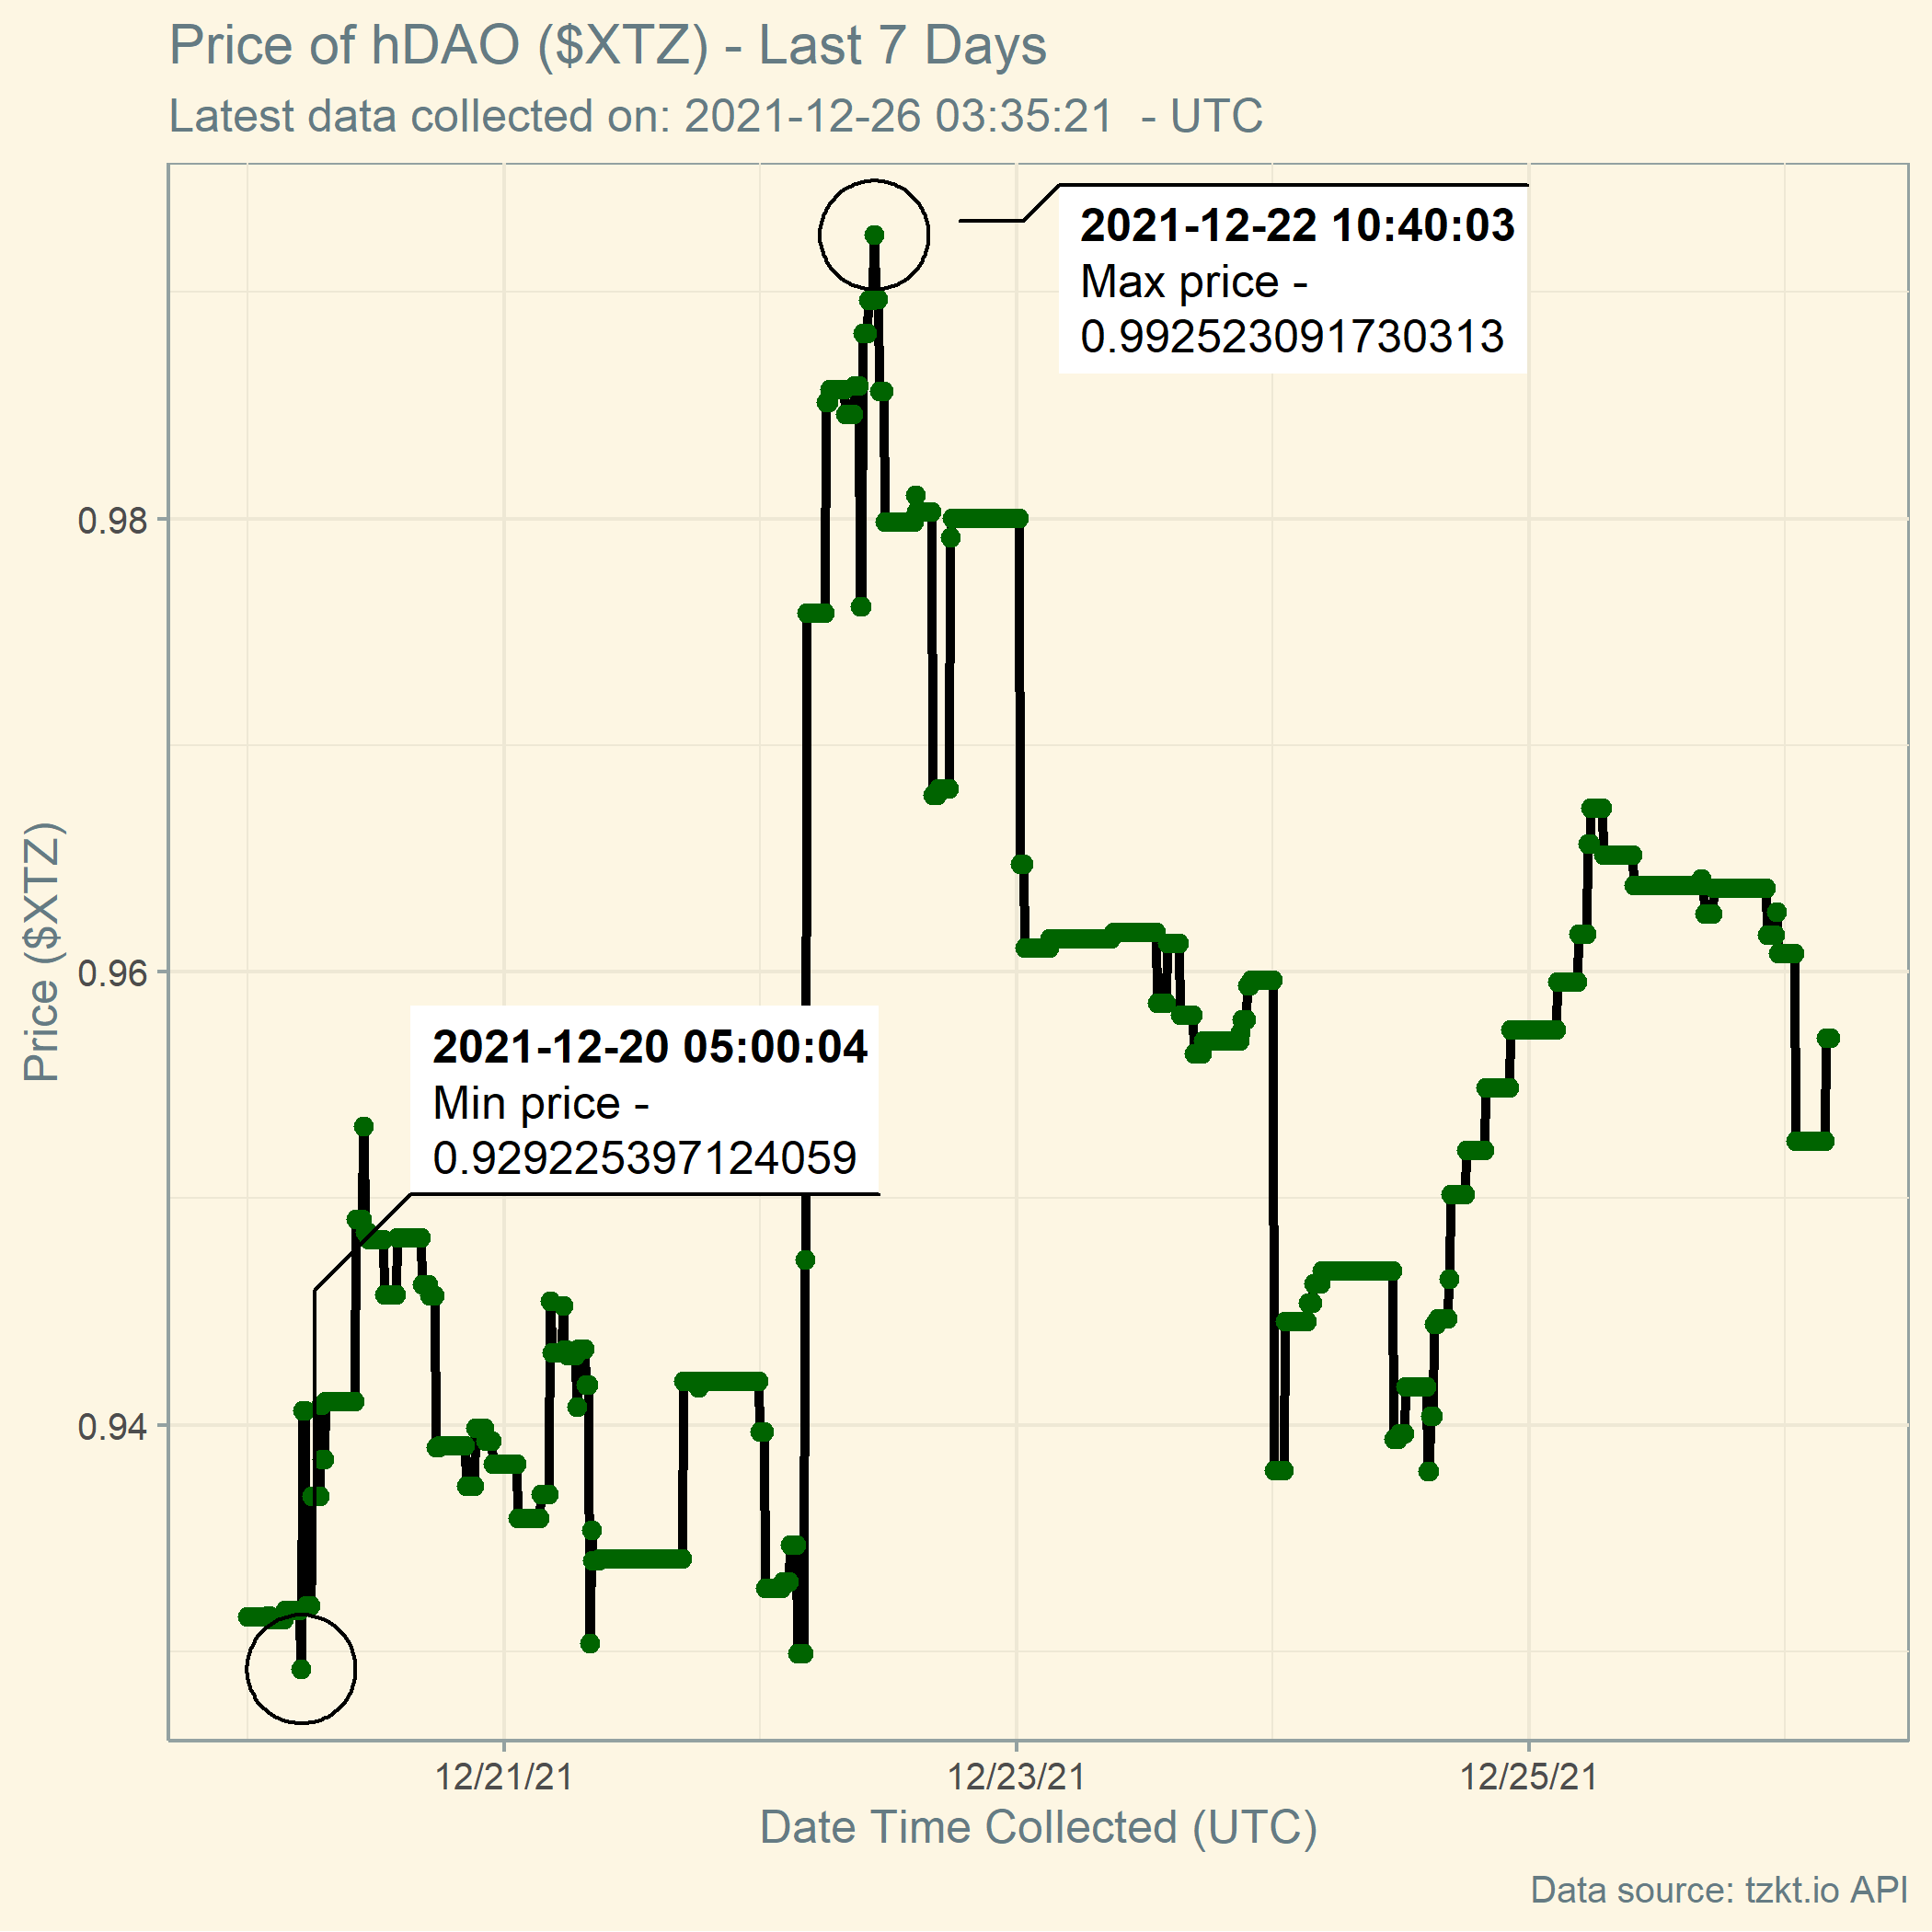 Price of hDAO ($XTZ) - Last 7 Days
Latest data collected on: 2021-12-26 03:35:21  - UTC
2021-12-22 10:40:03
Max price -
0.992523091730313
0.98
0.96
0.94
Price ($XTZ)
2021-12-20 05:00:04
Min price -
0.929225397124059
12/21/21
12/23/21
12/25/21
Date Time Collected (UTC)
Data source: tzkt.io API